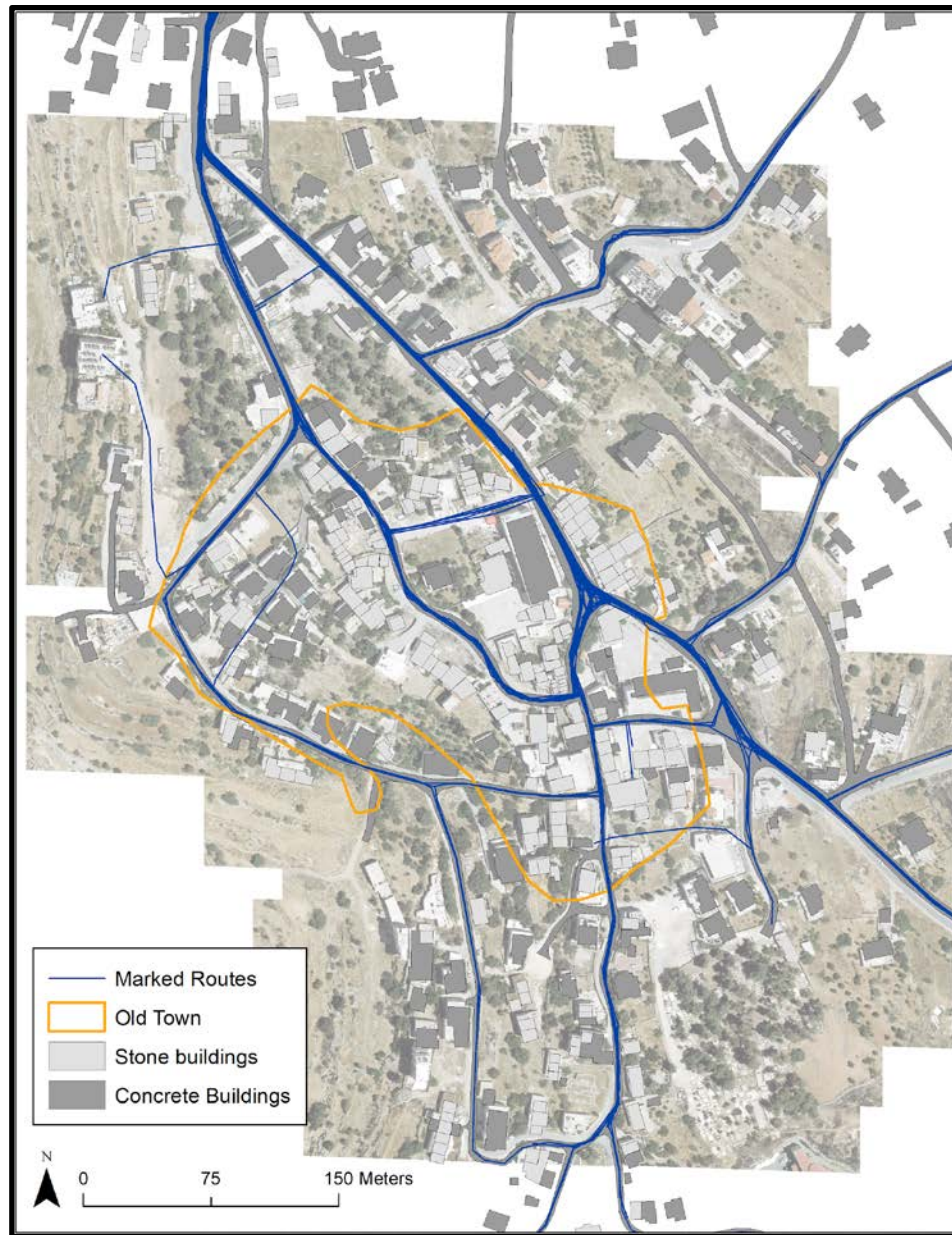 Marked Routes
Old Town
Stone buildings
Concrete Buildings
N
0 75 150 Meters